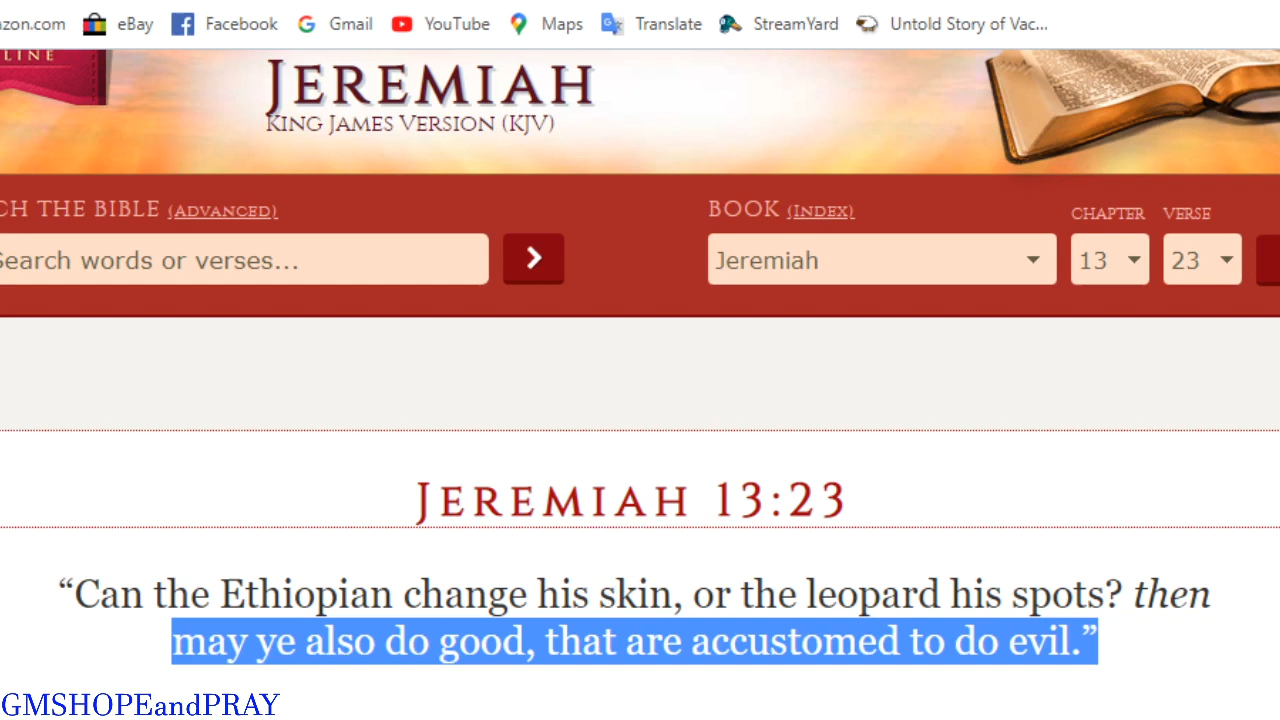 zon.com eBay Facebook Gmail YouTube Maps Translate StreamYard Untold Story of Vac...
LINE
JEREMIAH
KING JAMES VERSION (KJV)
CH THE BIBLE (ADVANCED) BOOK (INDEX) CHAPTER VERSE
Search words or verses... Jeremiah 13 23
JEREMIAH 13:23
“Can the Ethiopian change his skin, or the leopard his spots? then
may ye also do good, that are accustomed to do evil.”
GMSHOPEandPRAY